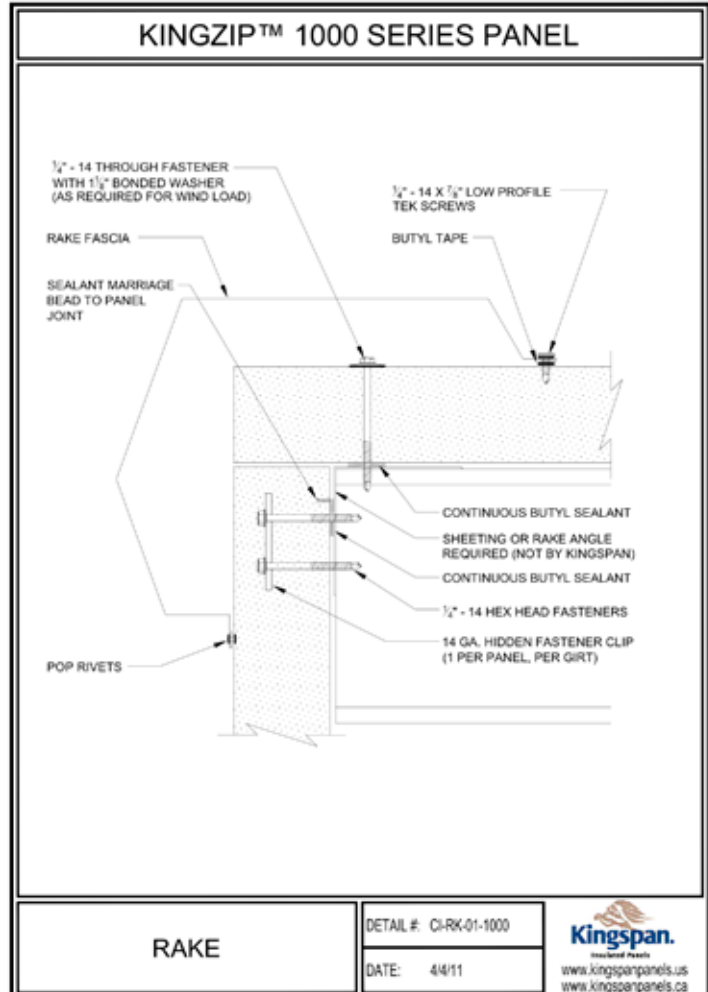 KINGZIP™ 1000 SERIES PANEL
¼" - 14 THROUGH FASTENER
WITH 1⅛" BONDED WASHER
(AS REQUIRED FOR WIND LOAD)
RAKE FASCIA
SEALANT MARRIAGE
BEAD TO PANEL
JOINT
¼" - 14 X ⅞" LOW PROFILE
TEK SCREWS
BUTYL TAPE
CONTINUOUS BUTYL SEALANT
SHEETING OR RAKE ANGLE
REQUIRED (NOT BY KINGSPAN)
CONTINUOUS BUTYL SEALANT
¼" - 14 HEX HEAD FASTENERS
14 GA. HIDDEN FASTENER CLIP
(1 PER PANEL, PER GIRT)
POP RIVETS
RAKE
DETAIL #: CI-RK-01-1000
DATE: 4/4/11
Kingspan.
Insulated Panels
www.kingspanpanels.us
www.kingspanpanels.ca